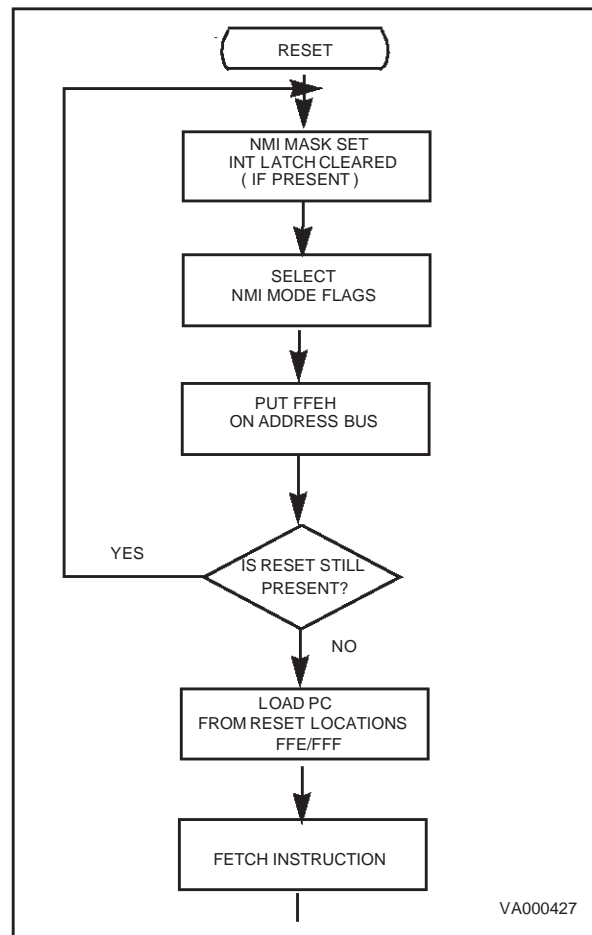 RESET
NMI MASK SET
INT LATCH CLEARED
( IF PRESENT )
SELECT
NMI MODE FLAGS
PUT FFEH
ON ADDRESS BUS
YES
IS RESET STILL
PRESENT?
NO
LOAD PC
FROM RESET LOCATIONS
FFE/FFF
FETCH INSTRUCTION
VA000427